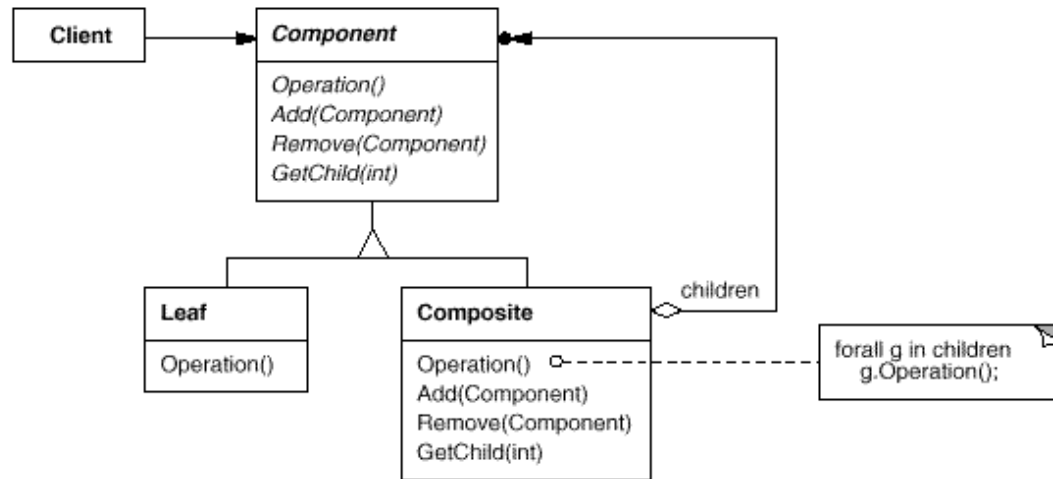 Client
Component
Operation()
Add(Component)
Remove(Component)
GetChild(int)
children
Leaf
Operation()
Composite
Operation()
Add(Component)
Remove(Component)
GetChild(int)
forall g in children
g.Operation();